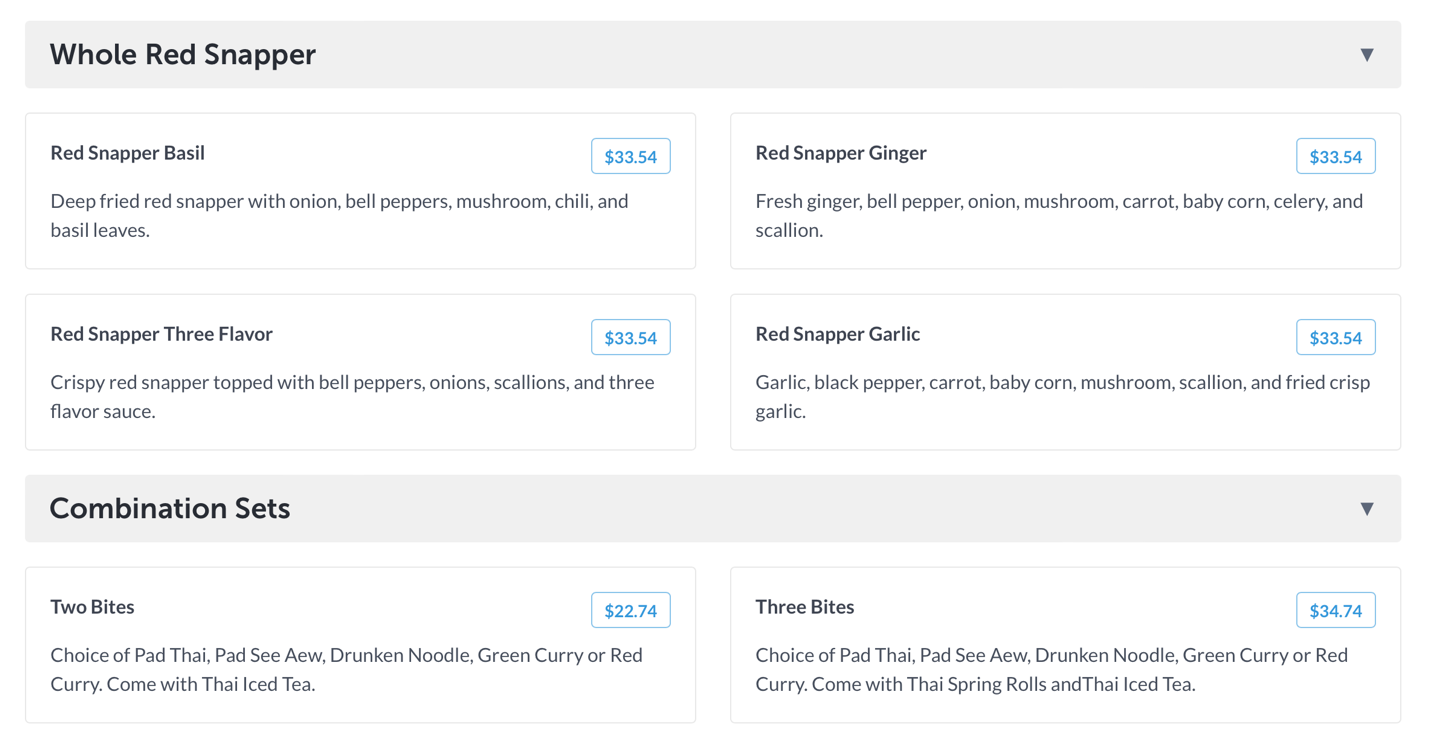 Whole Red Snapper ▼
Red Snapper Basil
$33.54
Deep fried red snapper with onion, bell peppers, mushroom, chili, and
basil leaves.
Red Snapper Ginger
$33.54
Fresh ginger, bell pepper, onion, mushroom, carrot, baby corn, celery, and
scallion.
Red Snapper Three Flavor
$33.54
Crispy red snapper topped with bell peppers, onions, scallions, and three
flavor sauce.
Red Snapper Garlic
$33.54
Garlic, black pepper, carrot, baby corn, mushroom, scallion, and fried crisp
garlic.
Combination Sets ▼
Two Bites
$22.74
Choice of Pad Thai, Pad See Aew, Drunken Noodle, Green Curry or Red
Curry. Come with Thai Iced Tea.
Three Bites
$34.74
Choice of Pad Thai, Pad See Aew, Drunken Noodle, Green Curry or Red
Curry. Come with Thai Spring Rolls andThai Iced Tea.